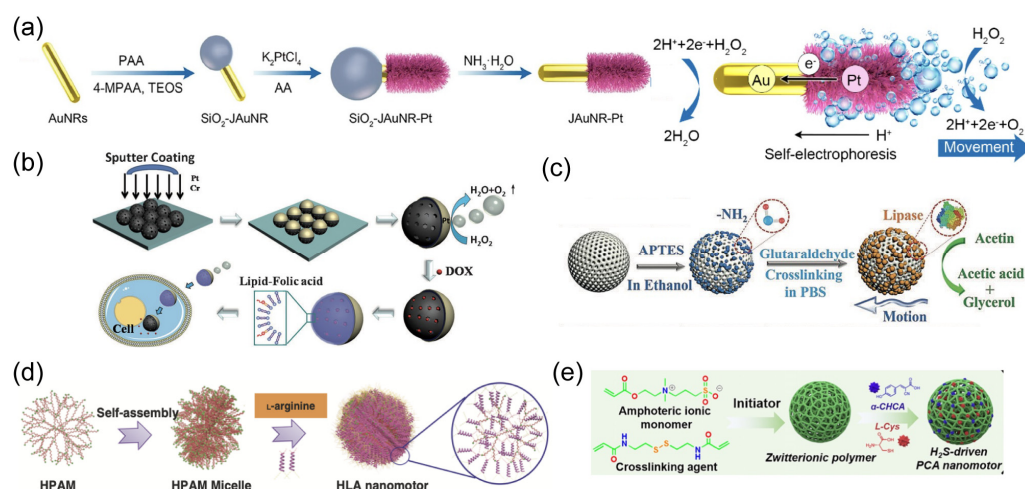 (a)
PAA
4-MPAA, TEOS
AuNRs
SiO₂-JAuNR
K₂PtCl₄
AA
SiO₂-JAuNR-Pt
NH₃·H₂O
JAuNR-Pt
2H⁺+2e⁻+H₂O₂
2H₂O
e⁻
Au
Pt
H⁺
Self-electrophoresis
H₂O₂
2H⁺+2e⁻+O₂
Movement
(b)
Sputter Coating
Pt
Cr
Pt
H₂O+O₂ ↑
H₂O₂
DOX
Lipid-Folic acid
Cell
(c)
APTES
In Ethanol
-NH₂
Glutaraldehyde
Crosslinking
in PBS
Lipase
Acetin
Acetic acid
+
Glycerol
Motion
(d)
HPAM
Self-assembly
HPAM Micelle
L-arginine
HLA nanomotor
(e)
O
O
N
⊕
O
S
O
O
⊖
Amphoteric ionic
monomer
O
N
H
S
S
H
N
O
Crosslinking agent
Initiator
Zwitterionic polymer
α-CHCA
L-Cys
H₂S-driven
PCA nanomotor